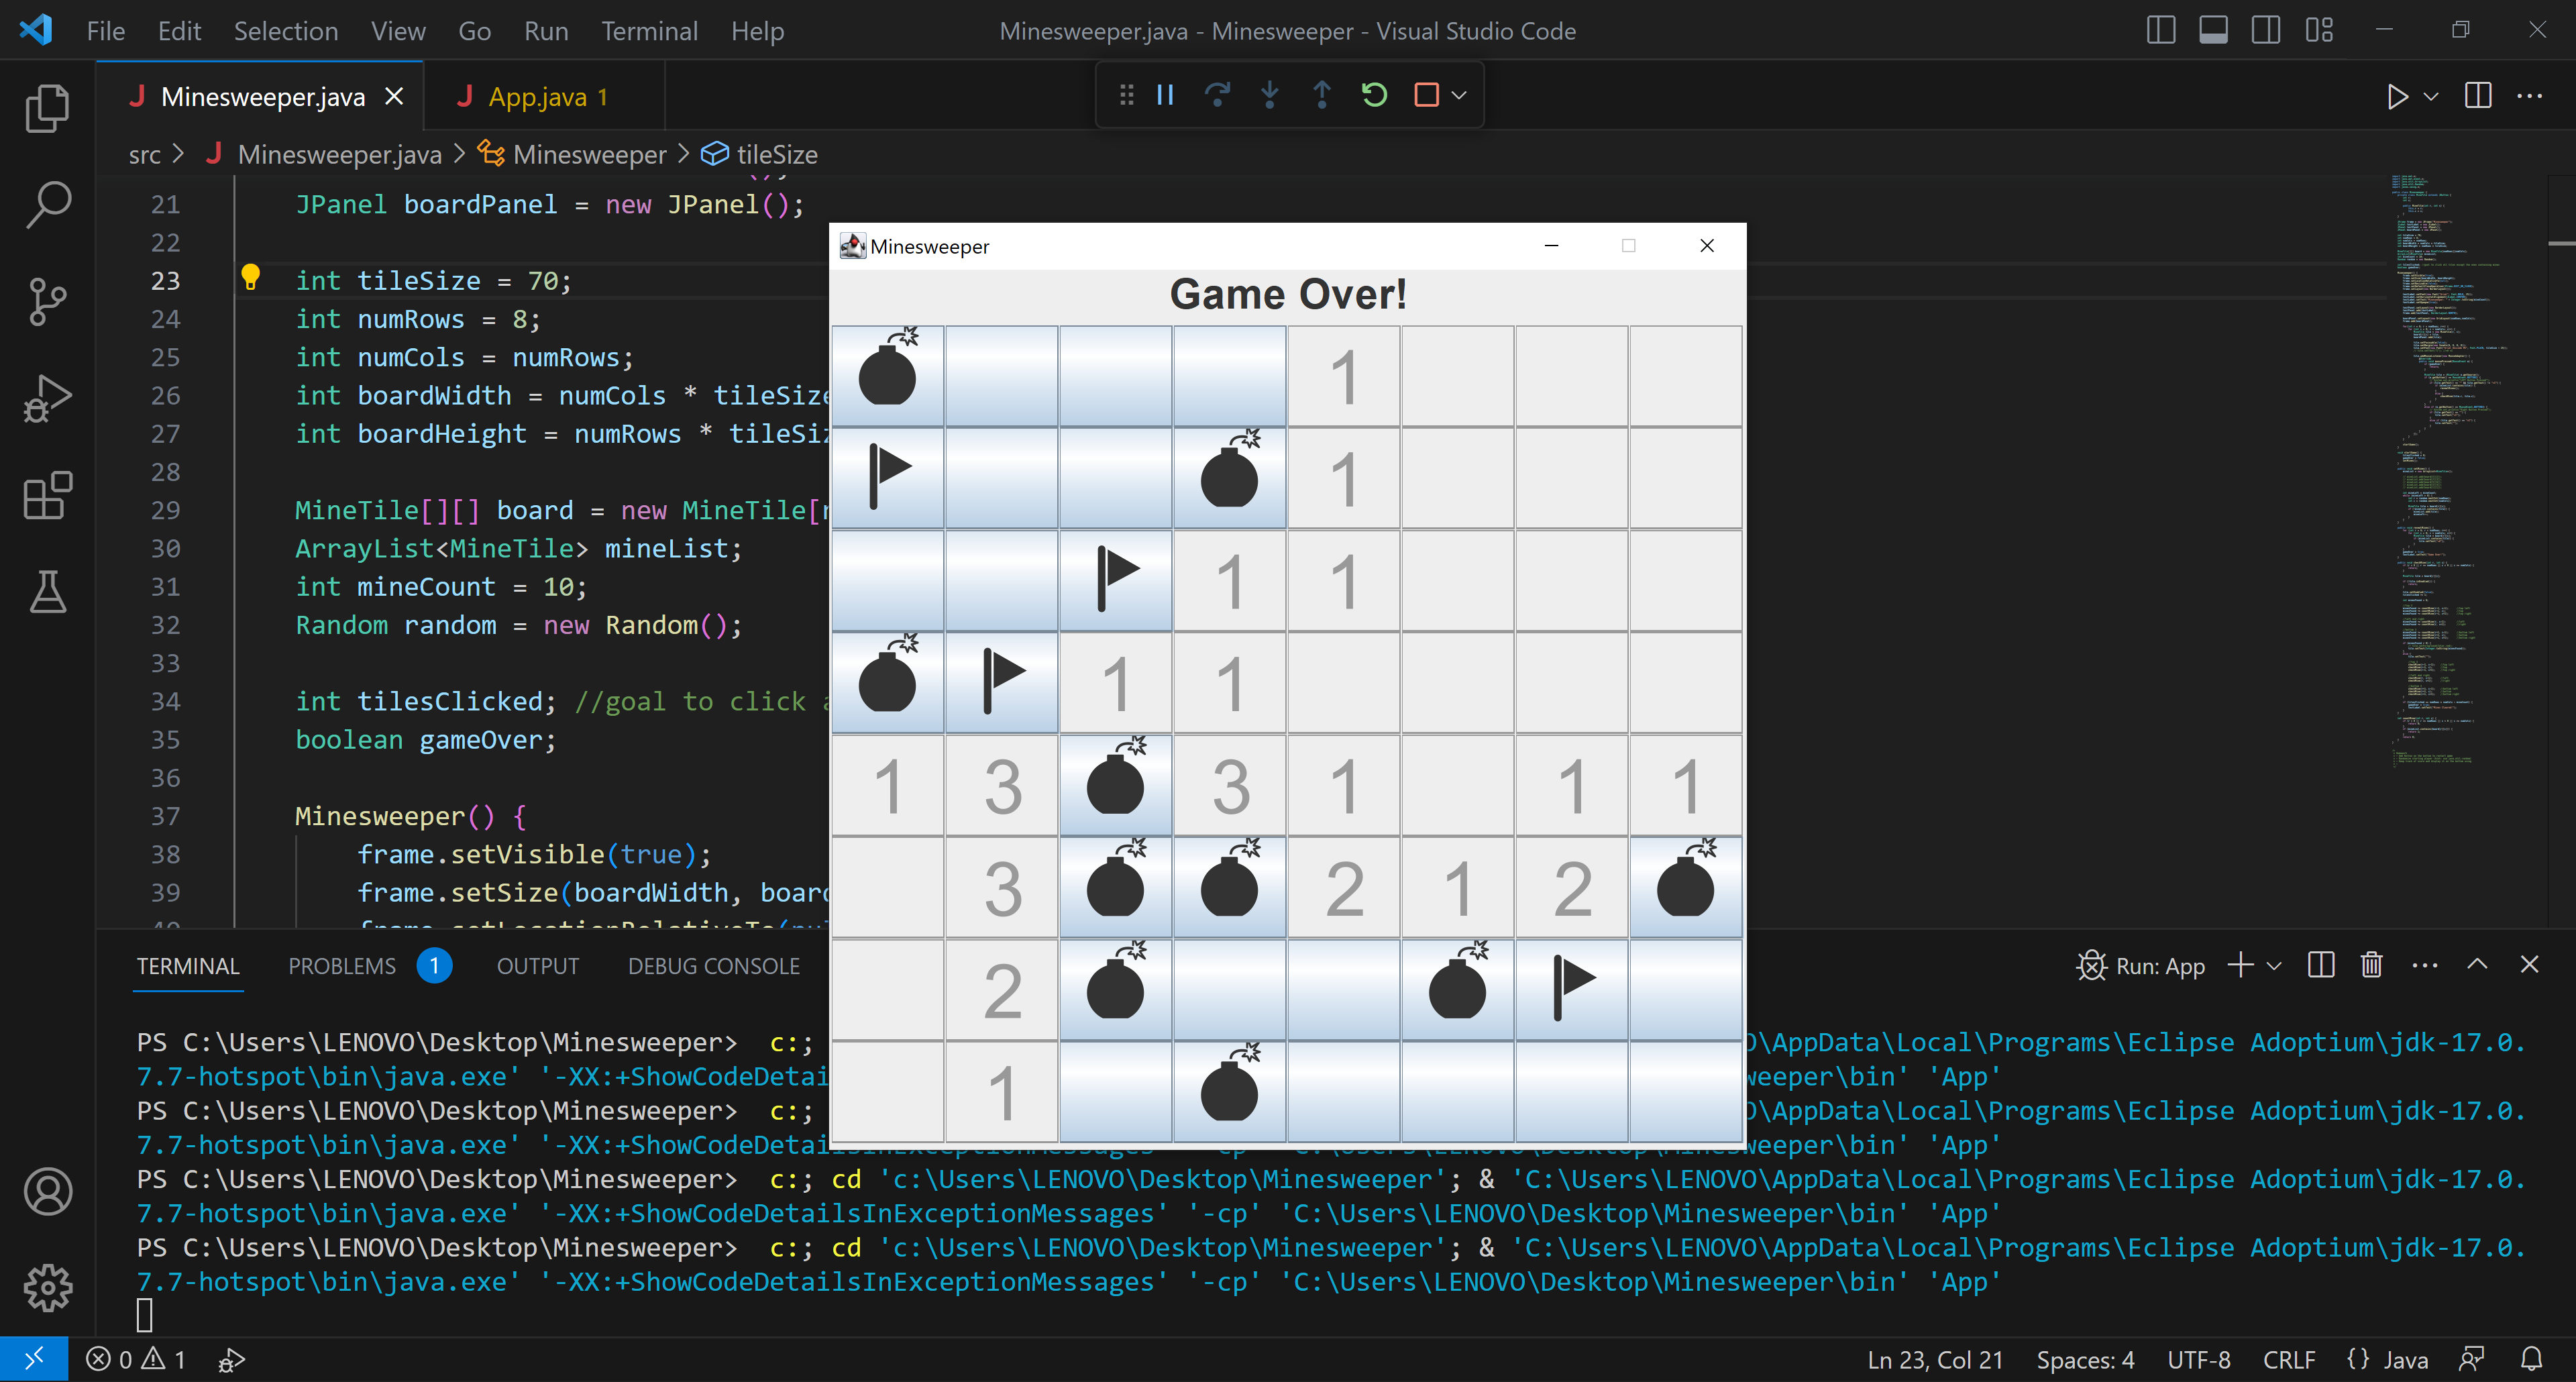 File Edit Selection View Go Run Terminal Help
Minesweeper.java - Minesweeper - Visual Studio Code
Minesweeper.java
App.java 1
src > Minesweeper.java > Minesweeper > tileSize
21 JPanel boardPanel = new JPanel();
22
23 int tileSize = 70;
24 int numRows = 8;
25 int numCols = numRows;
26 int boardWidth = numCols * tileSize
27 int boardHeight = numRows * tileSiz
28
29 MineTile[][] board = new MineTile[
30 ArrayList<MineTile> mineList;
31 int mineCount = 10;
32 Random random = new Random();
33
34 int tilesClicked; //goal to click
35 boolean gameOver;
36
37 Minesweeper() {
38 frame.setVisible(true);
39 frame.setSize(boardWidth, board
Minesweeper
Game Over!
1
1
1 1
1 1
1 3 3 1 1 1
3 2 1 2
2
1
TERMINAL PROBLEMS 1 OUTPUT DEBUG CONSOLE
Run: App
PS C:\Users\LENOVO\Desktop\Minesweeper> c:; O\AppData\Local\Programs\Eclipse Adoptium\jdk-17.0.
7.7-hotspot\bin\java.exe' '-XX:+ShowCodeDetai weeper\bin' 'App'
PS C:\Users\LENOVO\Desktop\Minesweeper> c:; O\AppData\Local\Programs\Eclipse Adoptium\jdk-17.0.
7.7-hotspot\bin\java.exe' '-XX:+ShowCodeDetailsInExceptionMessages' '-cp' 'C:\Users\LENOVO\Desktop\Minesweeper\bin' 'App'
PS C:\Users\LENOVO\Desktop\Minesweeper> c:; cd 'c:\Users\LENOVO\Desktop\Minesweeper'; & 'C:\Users\LENOVO\AppData\Local\Programs\Eclipse Adoptium\jdk-17.0.
7.7-hotspot\bin\java.exe' '-XX:+ShowCodeDetailsInExceptionMessages' '-cp' 'C:\Users\LENOVO\Desktop\Minesweeper\bin' 'App'
PS C:\Users\LENOVO\Desktop\Minesweeper> c:; cd 'c:\Users\LENOVO\Desktop\Minesweeper'; & 'C:\Users\LENOVO\AppData\Local\Programs\Eclipse Adoptium\jdk-17.0.
7.7-hotspot\bin\java.exe' '-XX:+ShowCodeDetailsInExceptionMessages' '-cp' 'C:\Users\LENOVO\Desktop\Minesweeper\bin' 'App'
0 1
Ln 23, Col 21 Spaces: 4 UTF-8 CRLF {} Java